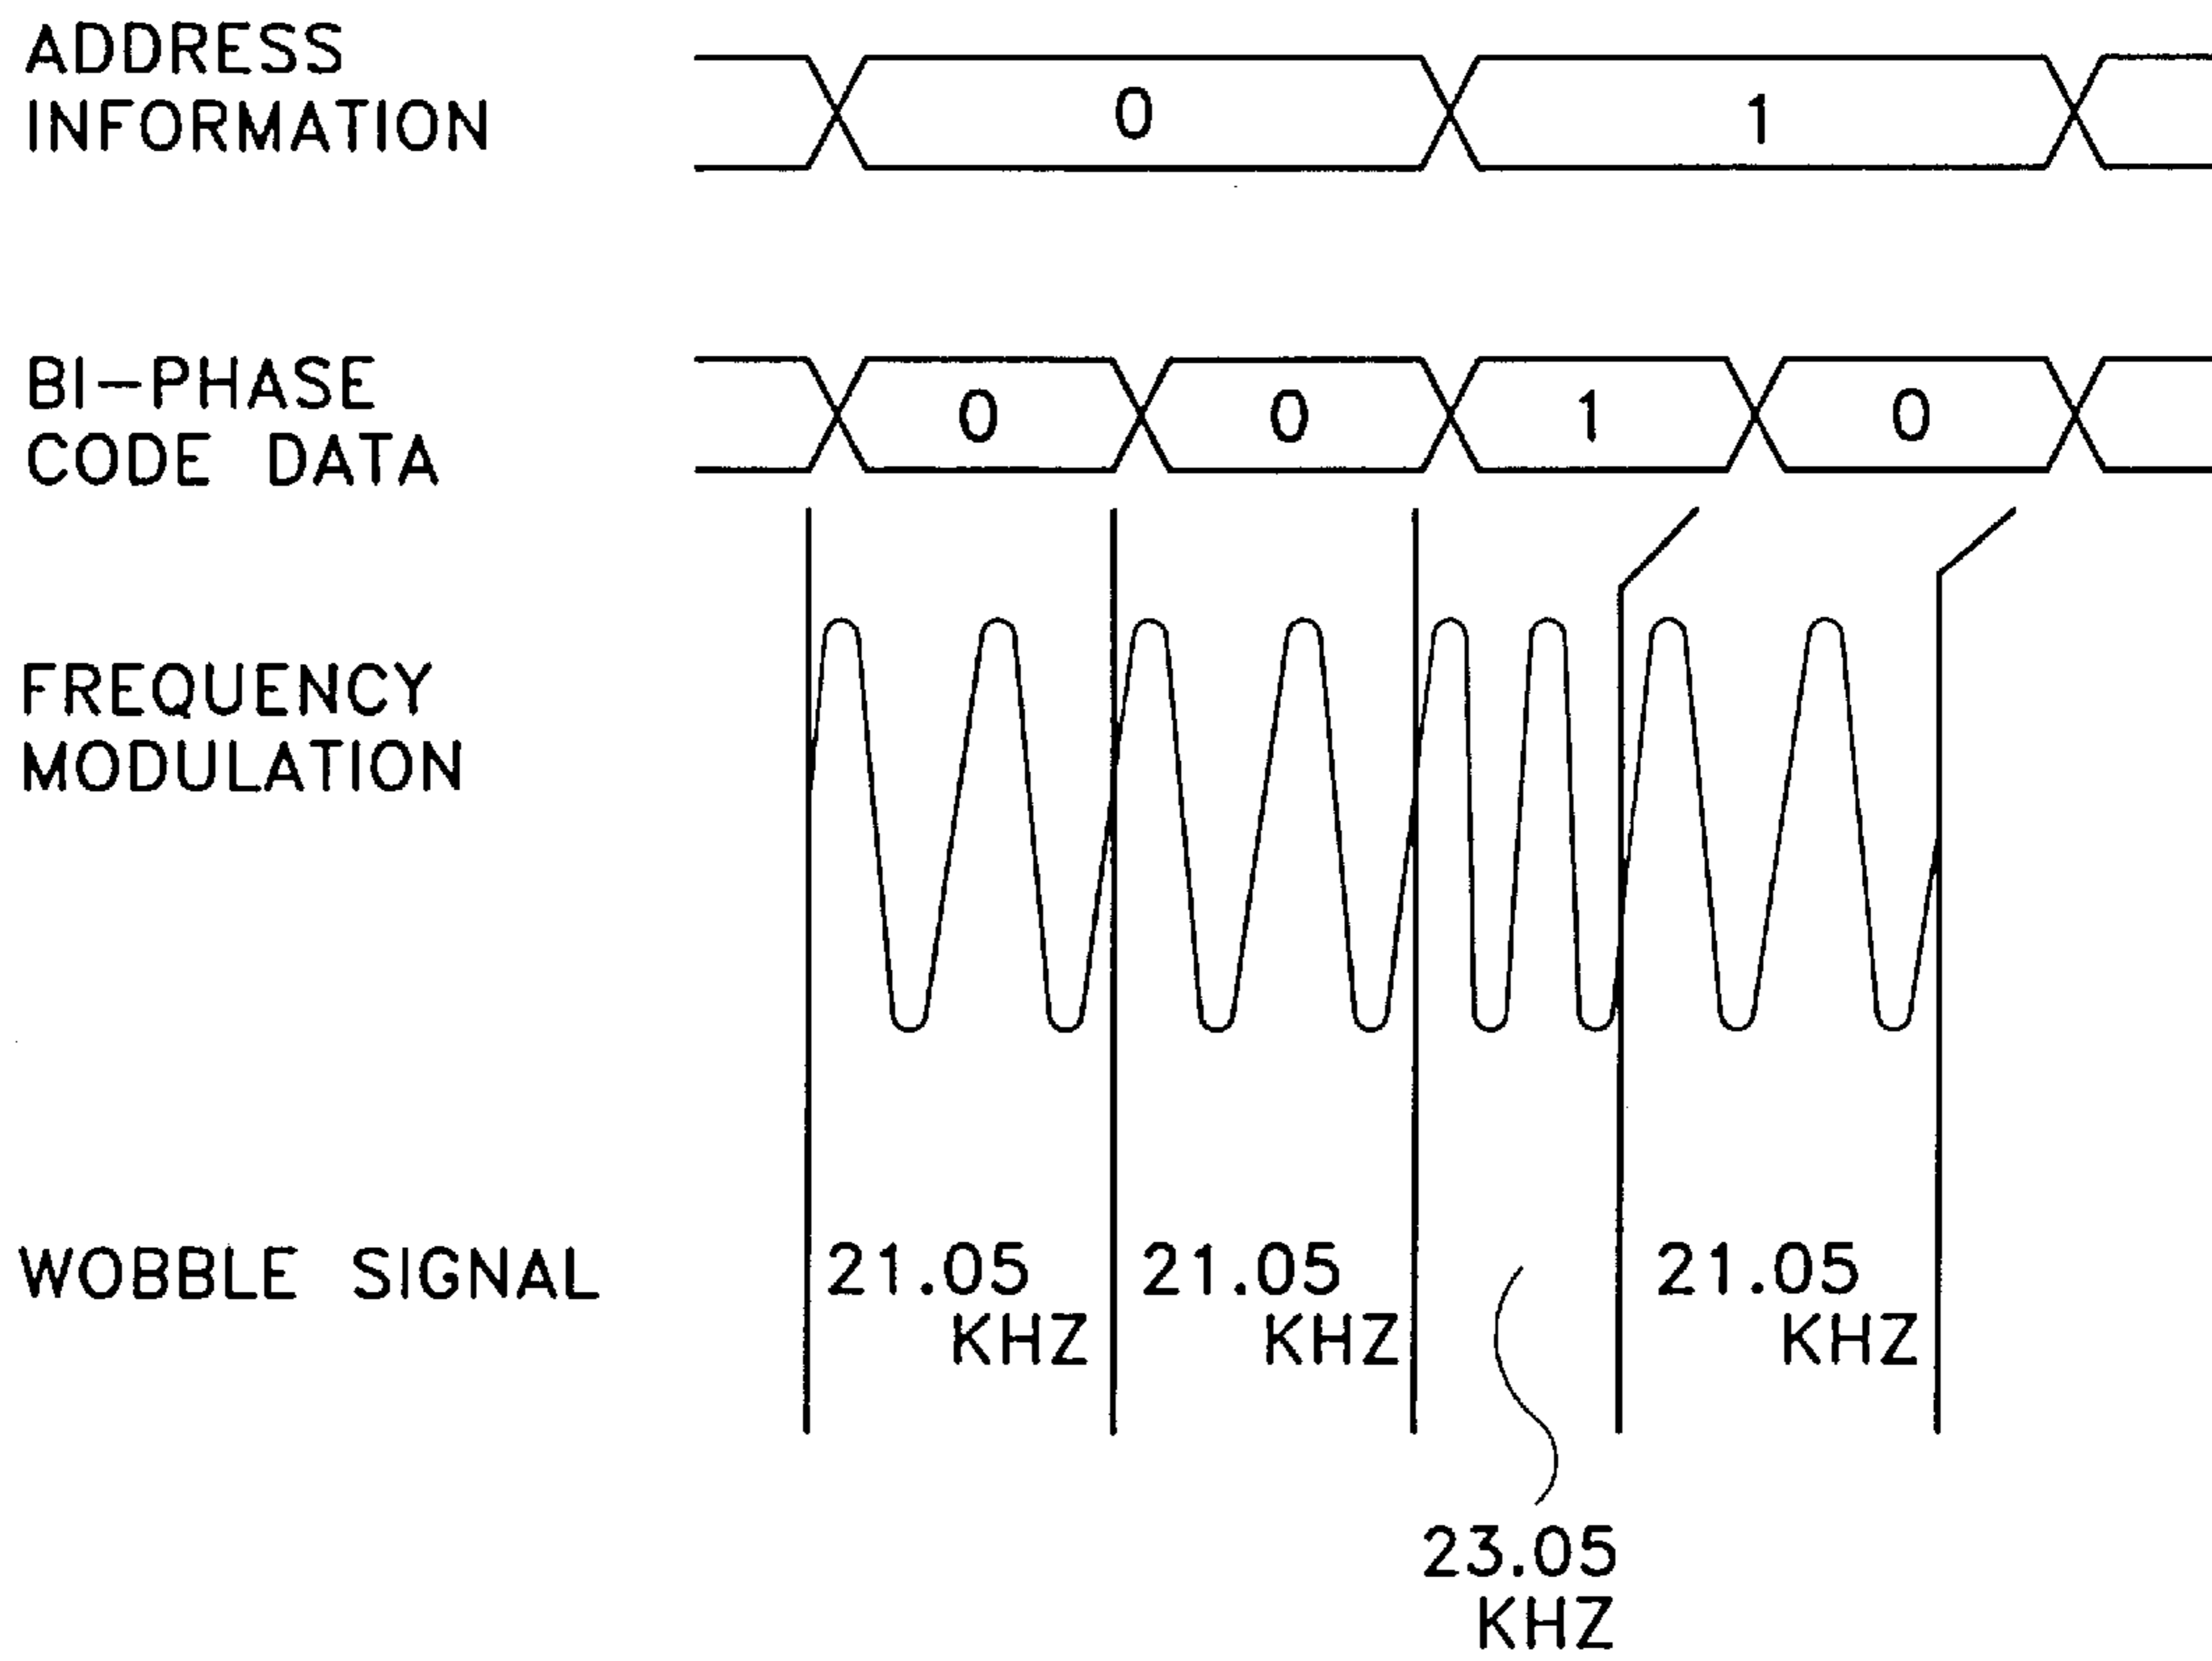 ADDRESS
INFORMATION
0 1
BI-PHASE
CODE DATA
0 0 1 0
FREQUENCY
MODULATION
WOBBLE SIGNAL
21.05
KHZ
21.05
KHZ
21.05
KHZ
23.05
KHZ